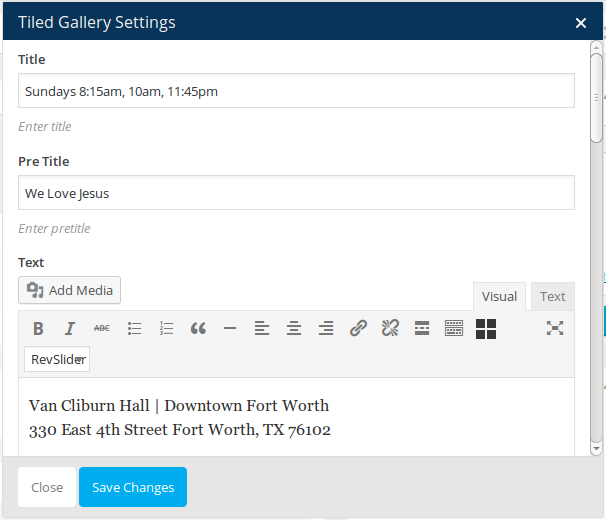 Tiled Gallery Settings
Title
Sundays 8:15am, 10am, 11:45pm
Enter title
Pre Title
We Love Jesus
Enter pretitle
Text
Add Media
Visual Text
B I ABC
RevSlider
Van Cliburn Hall | Downtown Fort Worth
330 East 4th Street Fort Worth, TX 76102
Close Save Changes